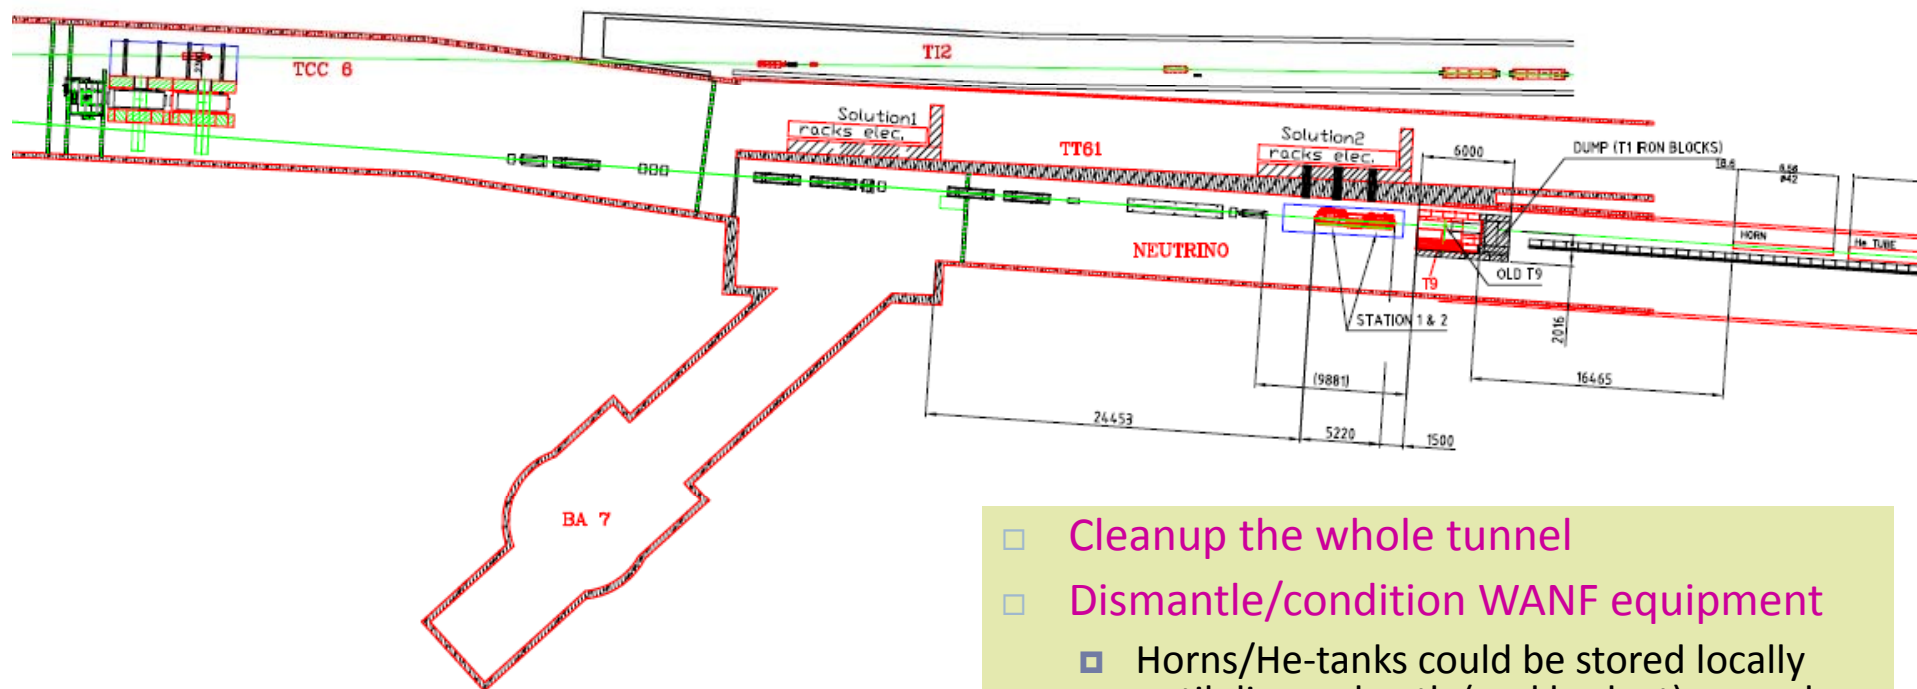 TI2
TCC 6
Solution1
racks elec.
TT61
Solution2
racks elec.
6000
DUMP (T1 IRON BLOCKS)
18.6
HORN
He TUBE
NEUTRINO
OLD T9
T9
STATION 1 & 2
2016
(9881)
16465
24453
5220
1500
BA 7
Cleanup the whole tunnel
Dismantle/condition WANF equipment
Horns/He-tanks could be stored locally